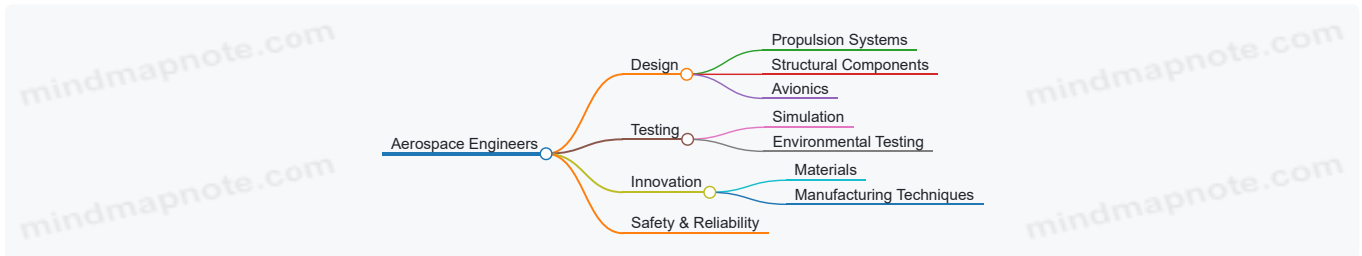 mindmapnote.com
mindmapnote.com
Propulsion Systems
Design
Structural Components
Avionics
Simulation
Testing
Aerospace Engineers
Environmental Testing
Materials
Innovation
Manufacturing Techniques
Safety & Reliability
mindmapnote.com
mindmapnote.com